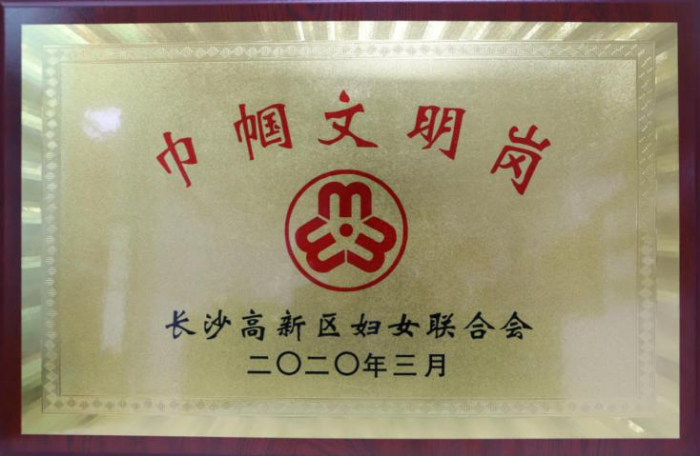 巾帼文明岗
长沙高新区妇女联合会
二〇二〇年三月